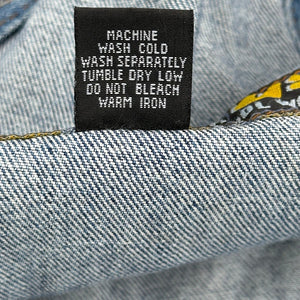 MACHINE
WASH COLD
WASH SEPARATELY
TUMBLE DRY LOW
DO NOT BLEACH
WARM IRON